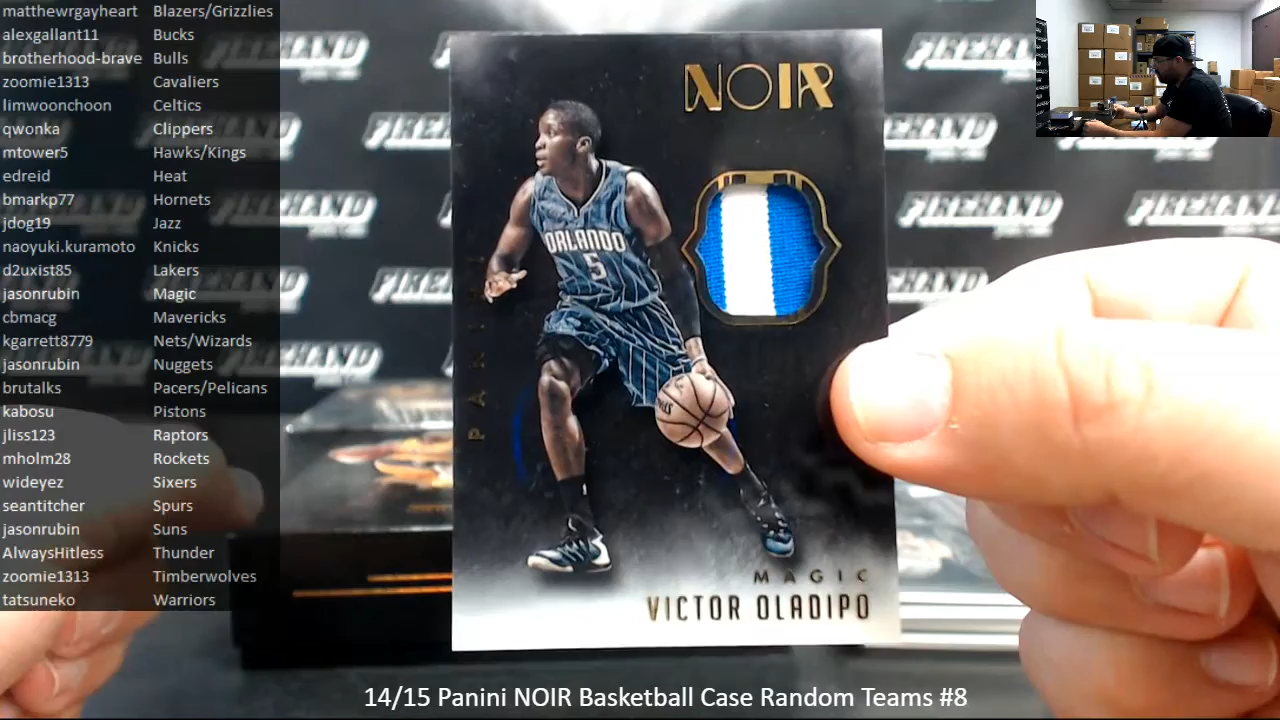 matthewrgayheart Blazers/Grizzlies
alexgallant11 Bucks
brotherhood-brave Bulls
zoomie1313 Cavaliers
limwoonchoon Celtics
qwonka Clippers
mtower5 Hawks/Kings
edreid Heat
bmarkp77 Hornets
jdog19 Jazz
naoyuki.kuramoto Knicks
d2uxist85 Lakers
jasonrubin Magic
cbmacg Mavericks
kgarrett8779 Nets/Wizards
jasonrubin Nuggets
brutalks Pacers/Pelicans
kabosu Pistons
jliss123 Raptors
mholm28 Rockets
wideyez Sixers
seantitcher Spurs
jasonrubin Suns
AlwaysHitless Thunder
zoomie1313 Timberwolves
tatsuneko Warriors
NOIR
PANINI
ORLANDO
5
MAGIC
VICTOR OLADIPO
FIREHAND
FIREHAND
FIREHAND
14/15 Panini NOIR Basketball Case Random Teams #8